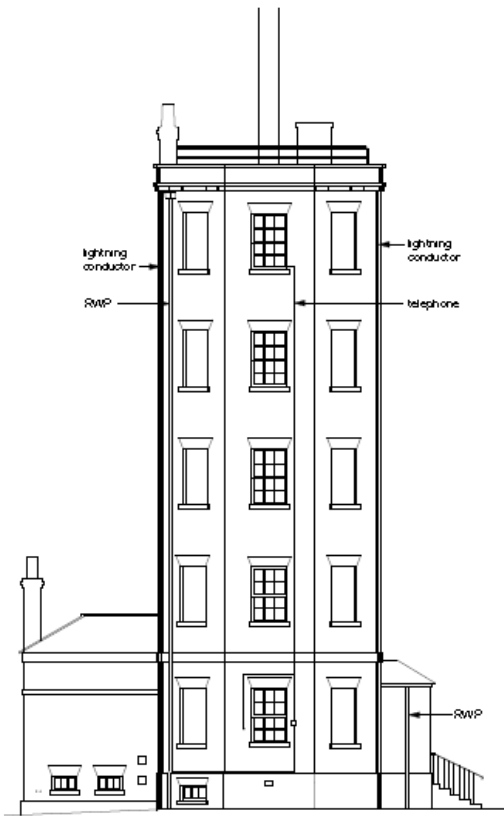 lightning
conductor
RWP
lightning
conductor
telephone
RWP